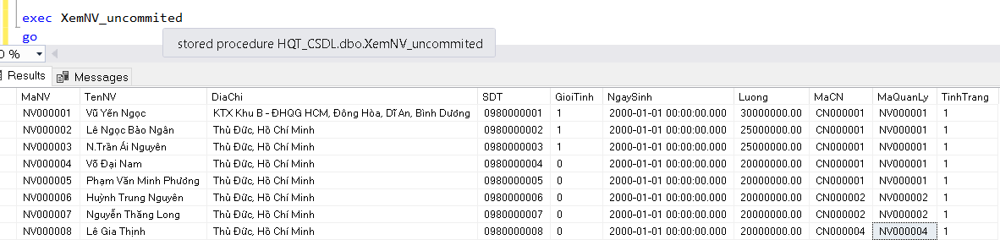 exec XemNV_uncommited
go
stored procedure HQT_CSDL.dbo.XemNV_uncommited
0 %
Results Messages
MaNV TenNV DiaChi SDT GioiTinh NgaySinh Luong MaCN MaQuanLy TinhTrang
NV000001 Vũ Yến Ngọc KTX Khu B - ĐHQG HCM, Đông Hòa, Dĩ An, Bình Dương 0980000001 1 2000-01-01 00:00:00.000 30000000.00 CN000001 NV000001 1
NV000002 Lê Ngọc Bảo Ngân Thủ Đức, Hồ Chí Minh 0980000002 1 2000-01-01 00:00:00.000 25000000.00 CN000001 NV000001 1
NV000003 N.Trần Ái Nguyên Thủ Đức, Hồ Chí Minh 0980000003 1 2000-01-01 00:00:00.000 25000000.00 CN000001 NV000001 1
NV000004 Võ Đại Nam Thủ Đức, Hồ Chí Minh 0980000004 0 2000-01-01 00:00:00.000 20000000.00 CN000001 NV000001 1
NV000005 Phạm Văn Minh Phương Thủ Đức, Hồ Chí Minh 0980000005 0 2000-01-01 00:00:00.000 20000000.00 CN000001 NV000001 1
NV000006 Huỳnh Trung Nguyên Thủ Đức, Hồ Chí Minh 0980000006 0 2000-01-01 00:00:00.000 20000000.00 CN000002 NV000002 1
NV000007 Nguyễn Thăng Long Thủ Đức, Hồ Chí Minh 0980000007 0 2000-01-01 00:00:00.000 20000000.00 CN000002 NV000002 1
NV000008 Lê Gia Thịnh Thủ Đức, Hồ Chí Minh 0980000008 0 2000-01-01 00:00:00.000 20000000.00 CN000004 NV000004 1